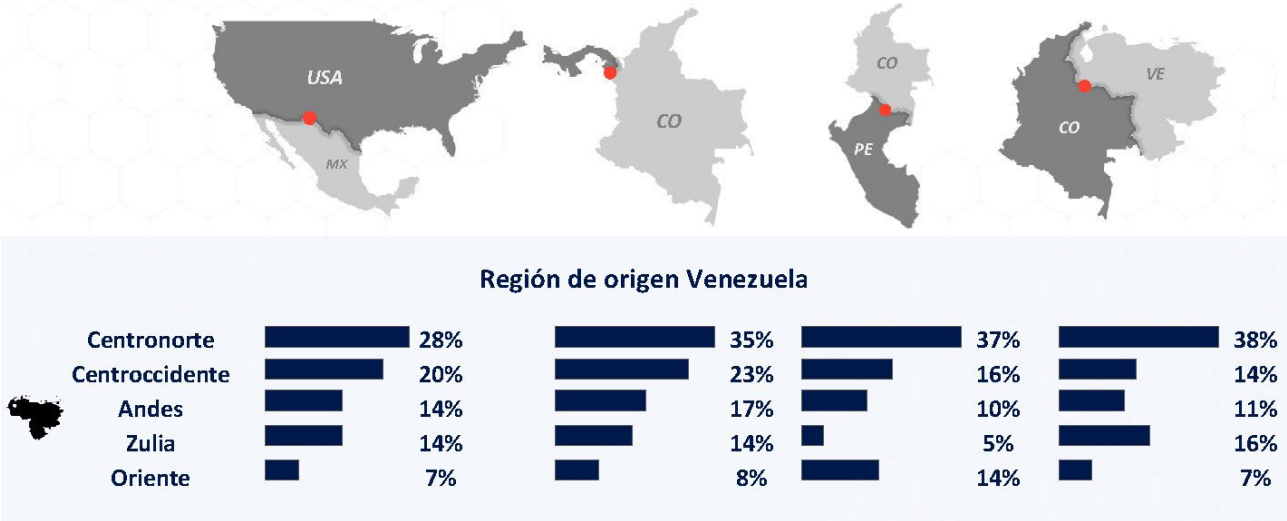 USA
MX
CO
CO
PE
VE
CO
Región de origen Venezuela
Centronorte 28% 35% 37% 38%
Centroccidente 20% 23% 16% 14%
Andes 14% 17% 10% 11%
Zulia 14% 14% 5% 16%
Oriente 7% 8% 14% 7%